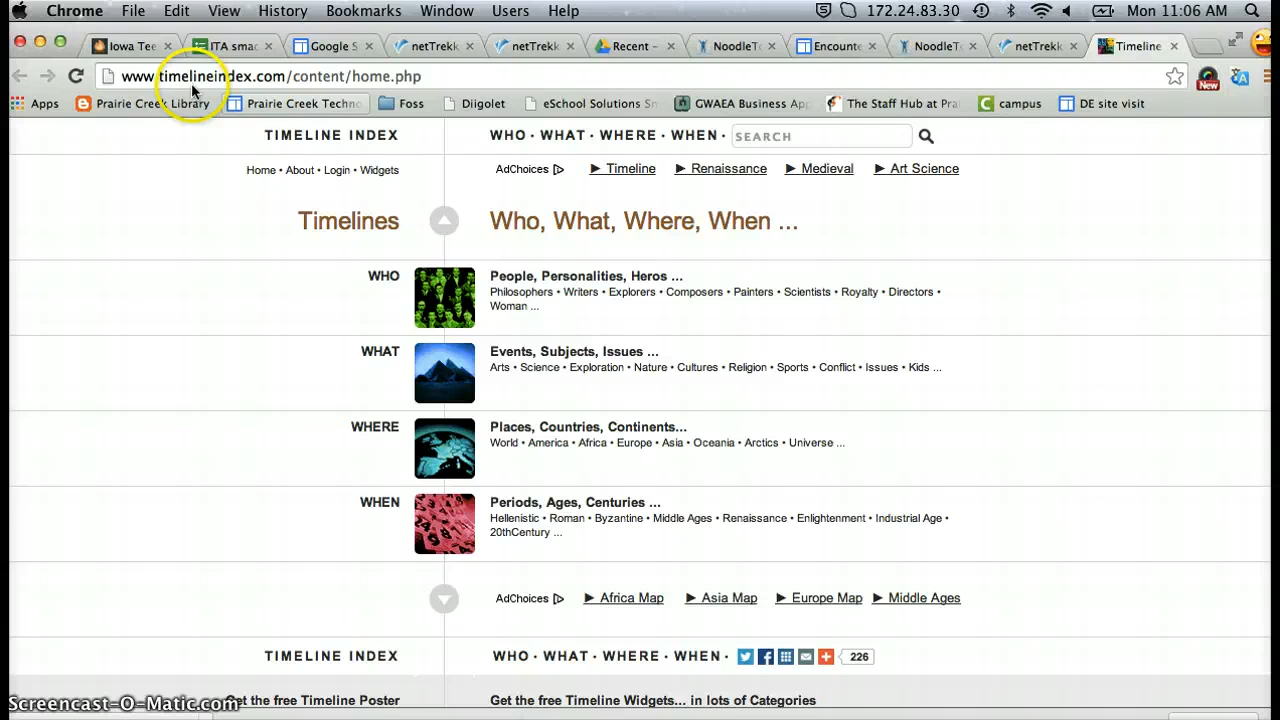 Chrome File Edit View History Bookmarks Window Users Help 172.24.83.30 Mon 11:06 AM
Iowa Tee ITA smac Google S netTrekk netTrekk Recent - NoodleT Encount NoodleT netTrekk Timeline
www.timelineindex.com/content/home.php
New
Apps Prairie Creek Library Prairie Creek Techno Foss Diigolet eSchool Solutions Sm GWAEA Business Ap The Staff Hub at Pra campus DE site visit
TIMELINE INDEX WHO · WHAT · WHERE · WHEN · SEARCH
Home • About • Login • Widgets AdChoices ► Timeline ► Renaissance ► Medieval ► Art Science
Timelines Who, What, Where, When ...
WHO People, Personalities, Heros ...
Philosophers • Writers • Explorers • Composers • Painters • Scientists • Royalty • Directors •
Woman ...
WHAT Events, Subjects, Issues ...
Arts • Science • Exploration • Nature • Cultures • Religion • Sports • Conflict • Issues • Kids ...
WHERE Places, Countries, Continents...
World • America • Africa • Europe • Asia • Oceania • Arctics • Universe ...
WHEN Periods, Ages, Centuries ...
Hellenistic • Roman • Byzantine • Middle Ages • Renaissance • Enlightenment • Industrial Age •
20thCentury ...
AdChoices ► Africa Map ► Asia Map ► Europe Map ► Middle Ages
TIMELINE INDEX WHO · WHAT · WHERE · WHEN · 226
Get the free Timeline Poster Get the free Timeline Widgets... in lots of Categories
Screencast-O-Matic.com